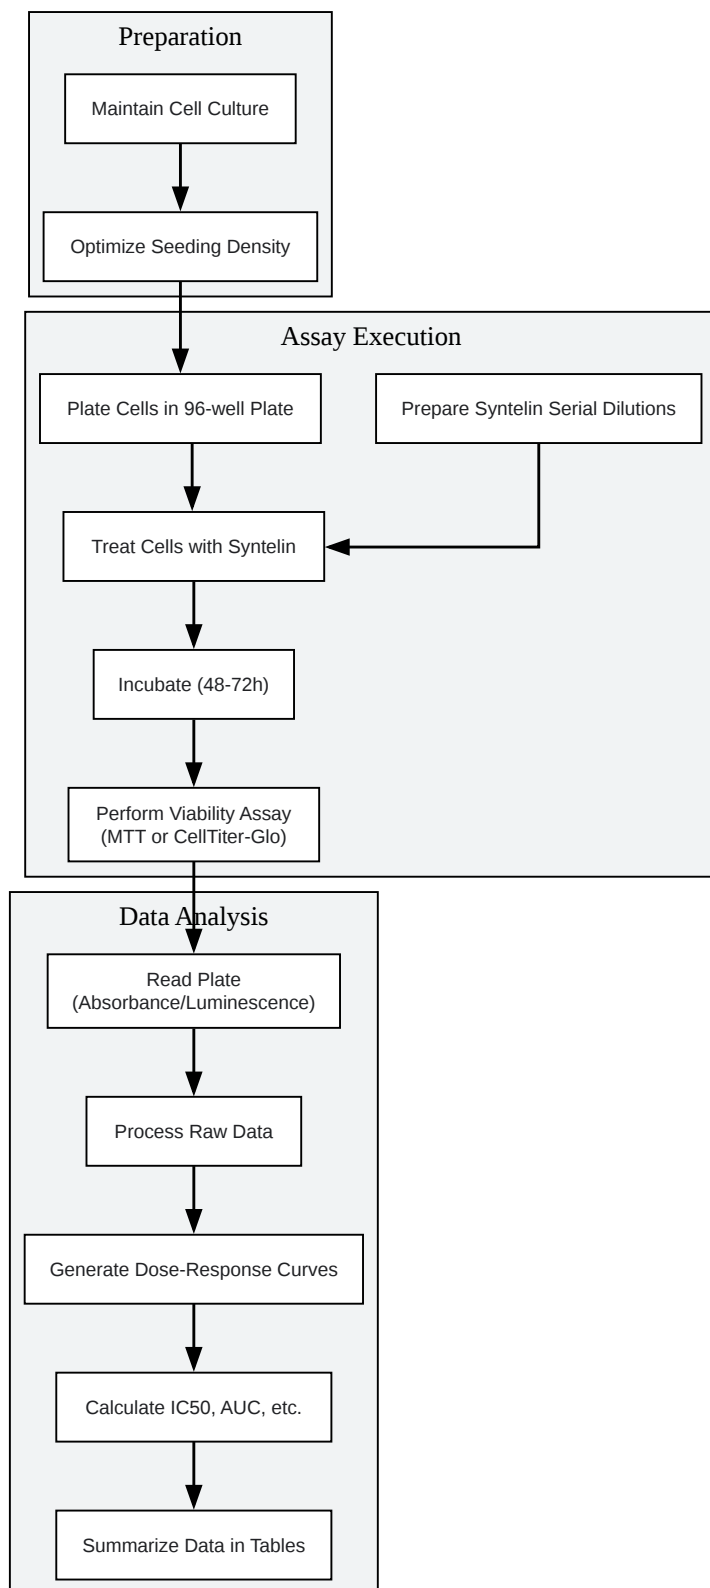 Preparation
Maintain Cell Culture
Optimize Seeding Density
Assay Execution
Plate Cells in 96-well Plate
Prepare Syntelin Serial Dilutions
Treat Cells with Syntelin
Incubate (48-72h)
Perform Viability Assay
(MTT or CellTiter-Glo)
Data Analysis
Read Plate
(Absorbance/Luminescence)
Process Raw Data
Generate Dose-Response Curves
Calculate IC50, AUC, etc.
Summarize Data in Tables